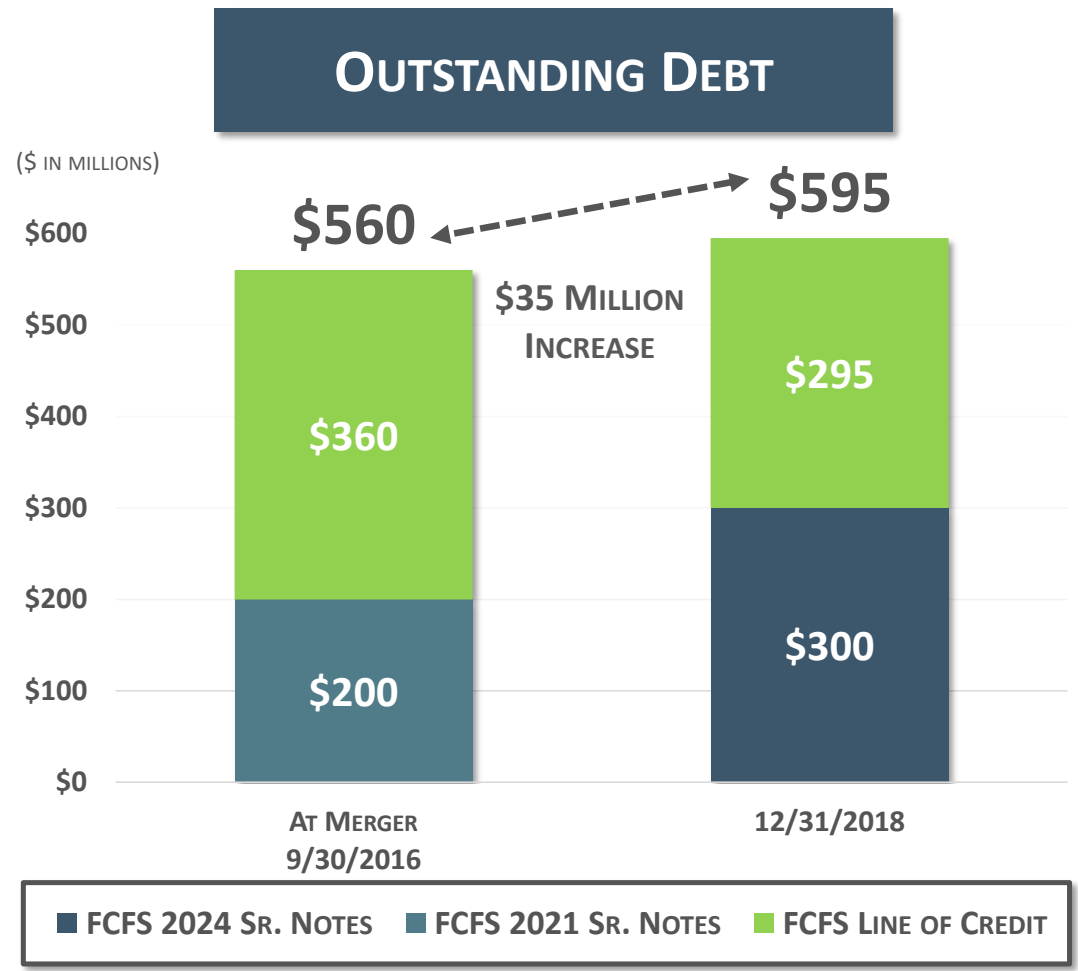 OUTSTANDING DEBT
($ IN MILLIONS)
$560
$595
$600
$35 MILLION
INCREASE
$500
$400
$300
$200
$100
$0
$360
$295
$200
$300
AT MERGER
9/30/2016
12/31/2018
FCFS 2024 SR. NOTES FCFS 2021 SR. NOTES FCFS LINE OF CREDIT